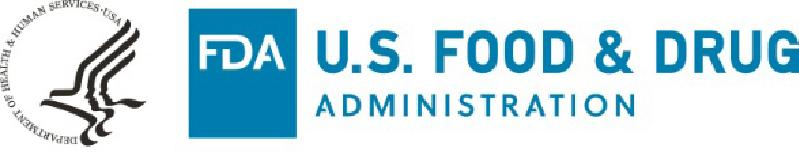 DEPARTMENT OF HEALTH & HUMAN SERVICES • USA
FDA
U.S. FOOD & DRUG
ADMINISTRATION